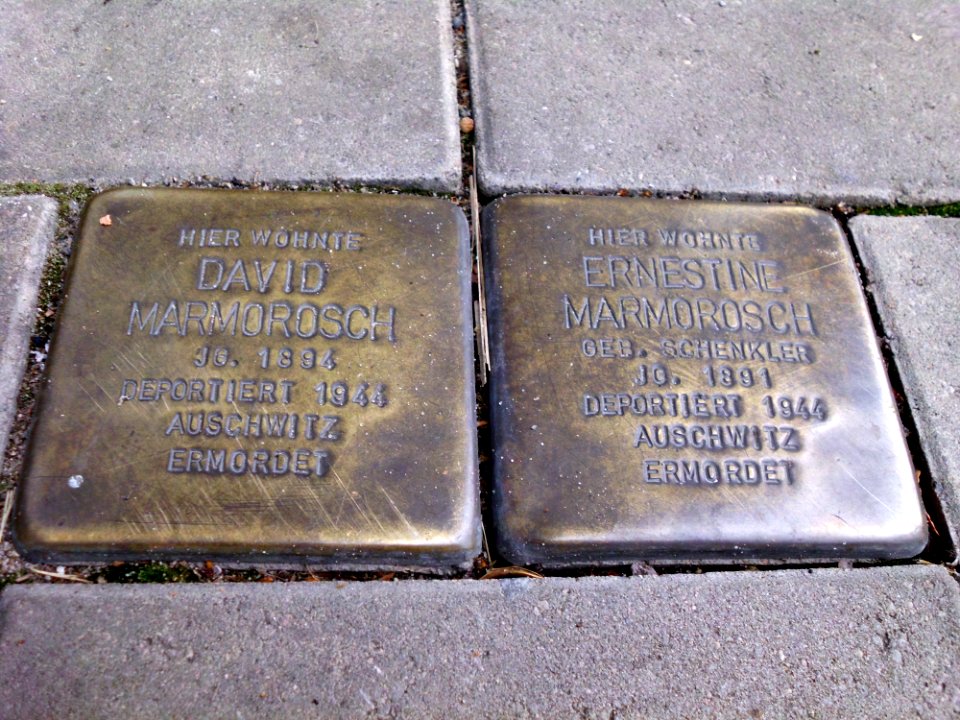 HIER WOHNTE
DAVID
MARMOROSCH
JG. 1894
DEPORTIERT 1944
AUSCHWITZ
ERMORDET
HIER WOHNTE
ERNESTINE
MARMOROSCH
GEB. SCHENKLER
JG. 1891
DEPORTIERT 1944
AUSCHWITZ
ERMORDET